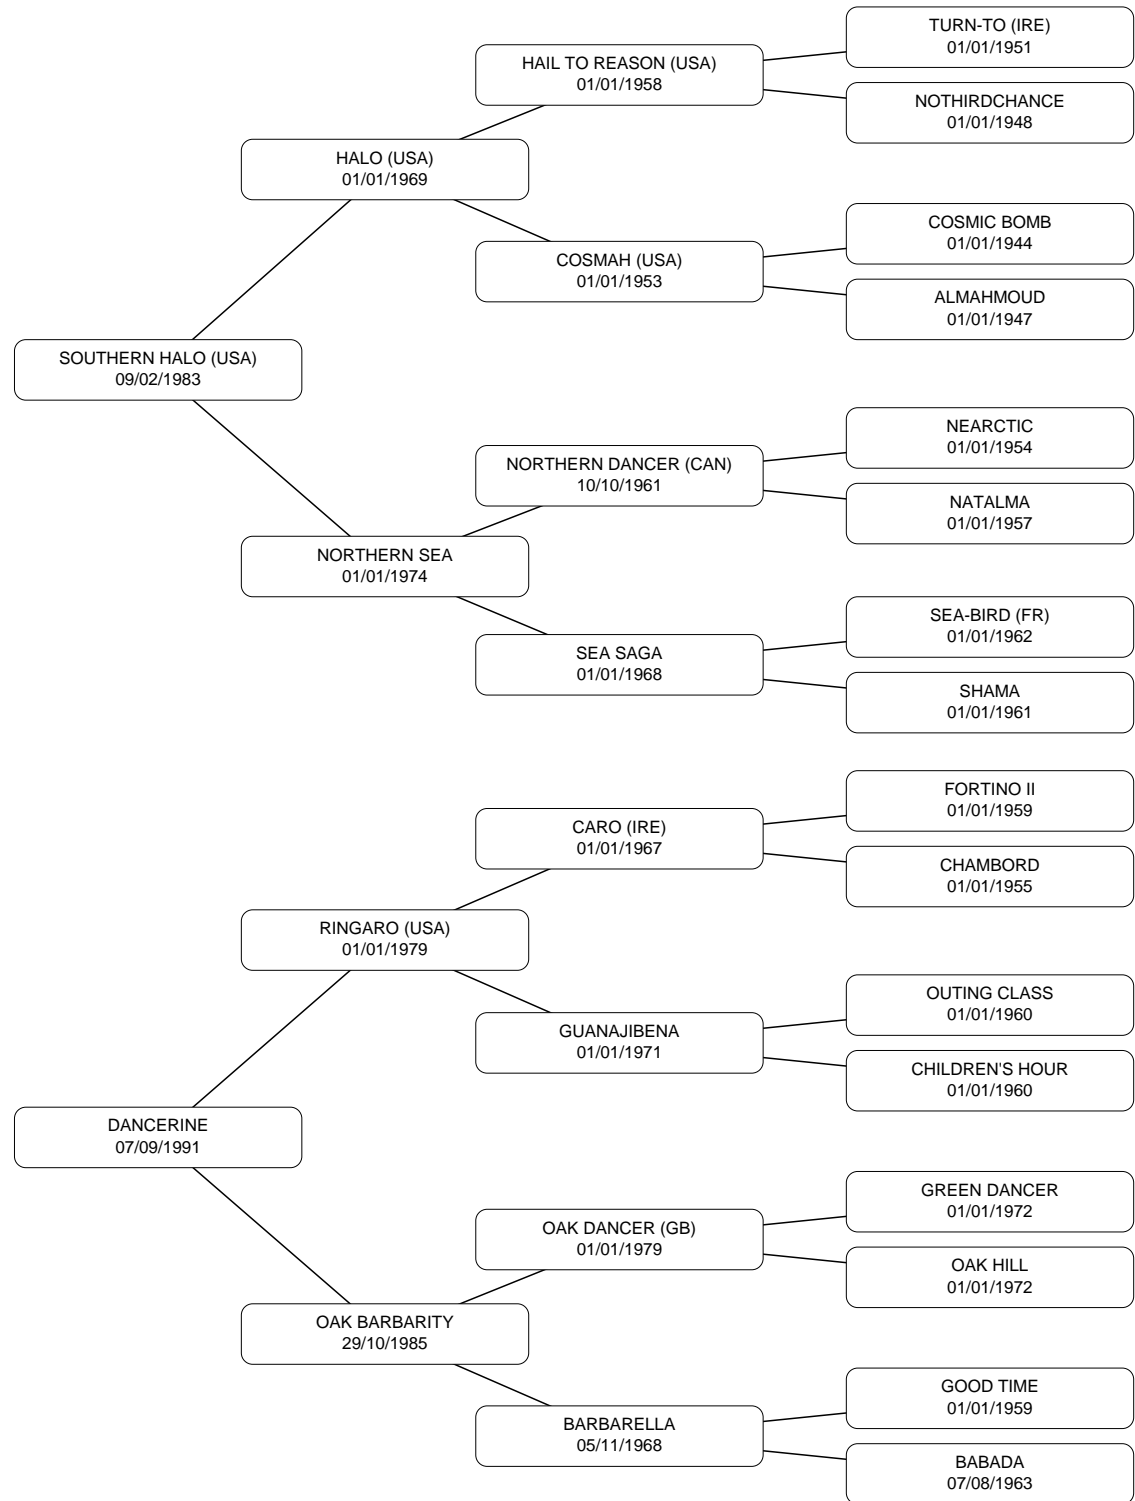 TURN-TO (IRE)
01/01/1951
HAIL TO REASON (USA)
01/01/1958
NOTHIRDCHANCE
01/01/1948
HALO (USA)
01/01/1969
COSMIC BOMB
01/01/1944
COSMAH (USA)
01/01/1953
ALMAHMOUD
01/01/1947
SOUTHERN HALO (USA)
09/02/1983
NEARCTIC
01/01/1954
NORTHERN DANCER (CAN)
10/10/1961
NATALMA
01/01/1957
NORTHERN SEA
01/01/1974
SEA-BIRD (FR)
01/01/1962
SEA SAGA
01/01/1968
SHAMA
01/01/1961
FORTINO II
01/01/1959
CARO (IRE)
01/01/1967
CHAMBORD
01/01/1955
RINGARO (USA)
01/01/1979
OUTING CLASS
01/01/1960
GUANAJIBENA
01/01/1971
CHILDREN'S HOUR
01/01/1960
DANCERINE
07/09/1991
GREEN DANCER
01/01/1972
OAK DANCER (GB)
01/01/1979
OAK HILL
01/01/1972
OAK BARBARITY
29/10/1985
GOOD TIME
01/01/1959
BARBARELLA
05/11/1968
BABADA
07/08/1963